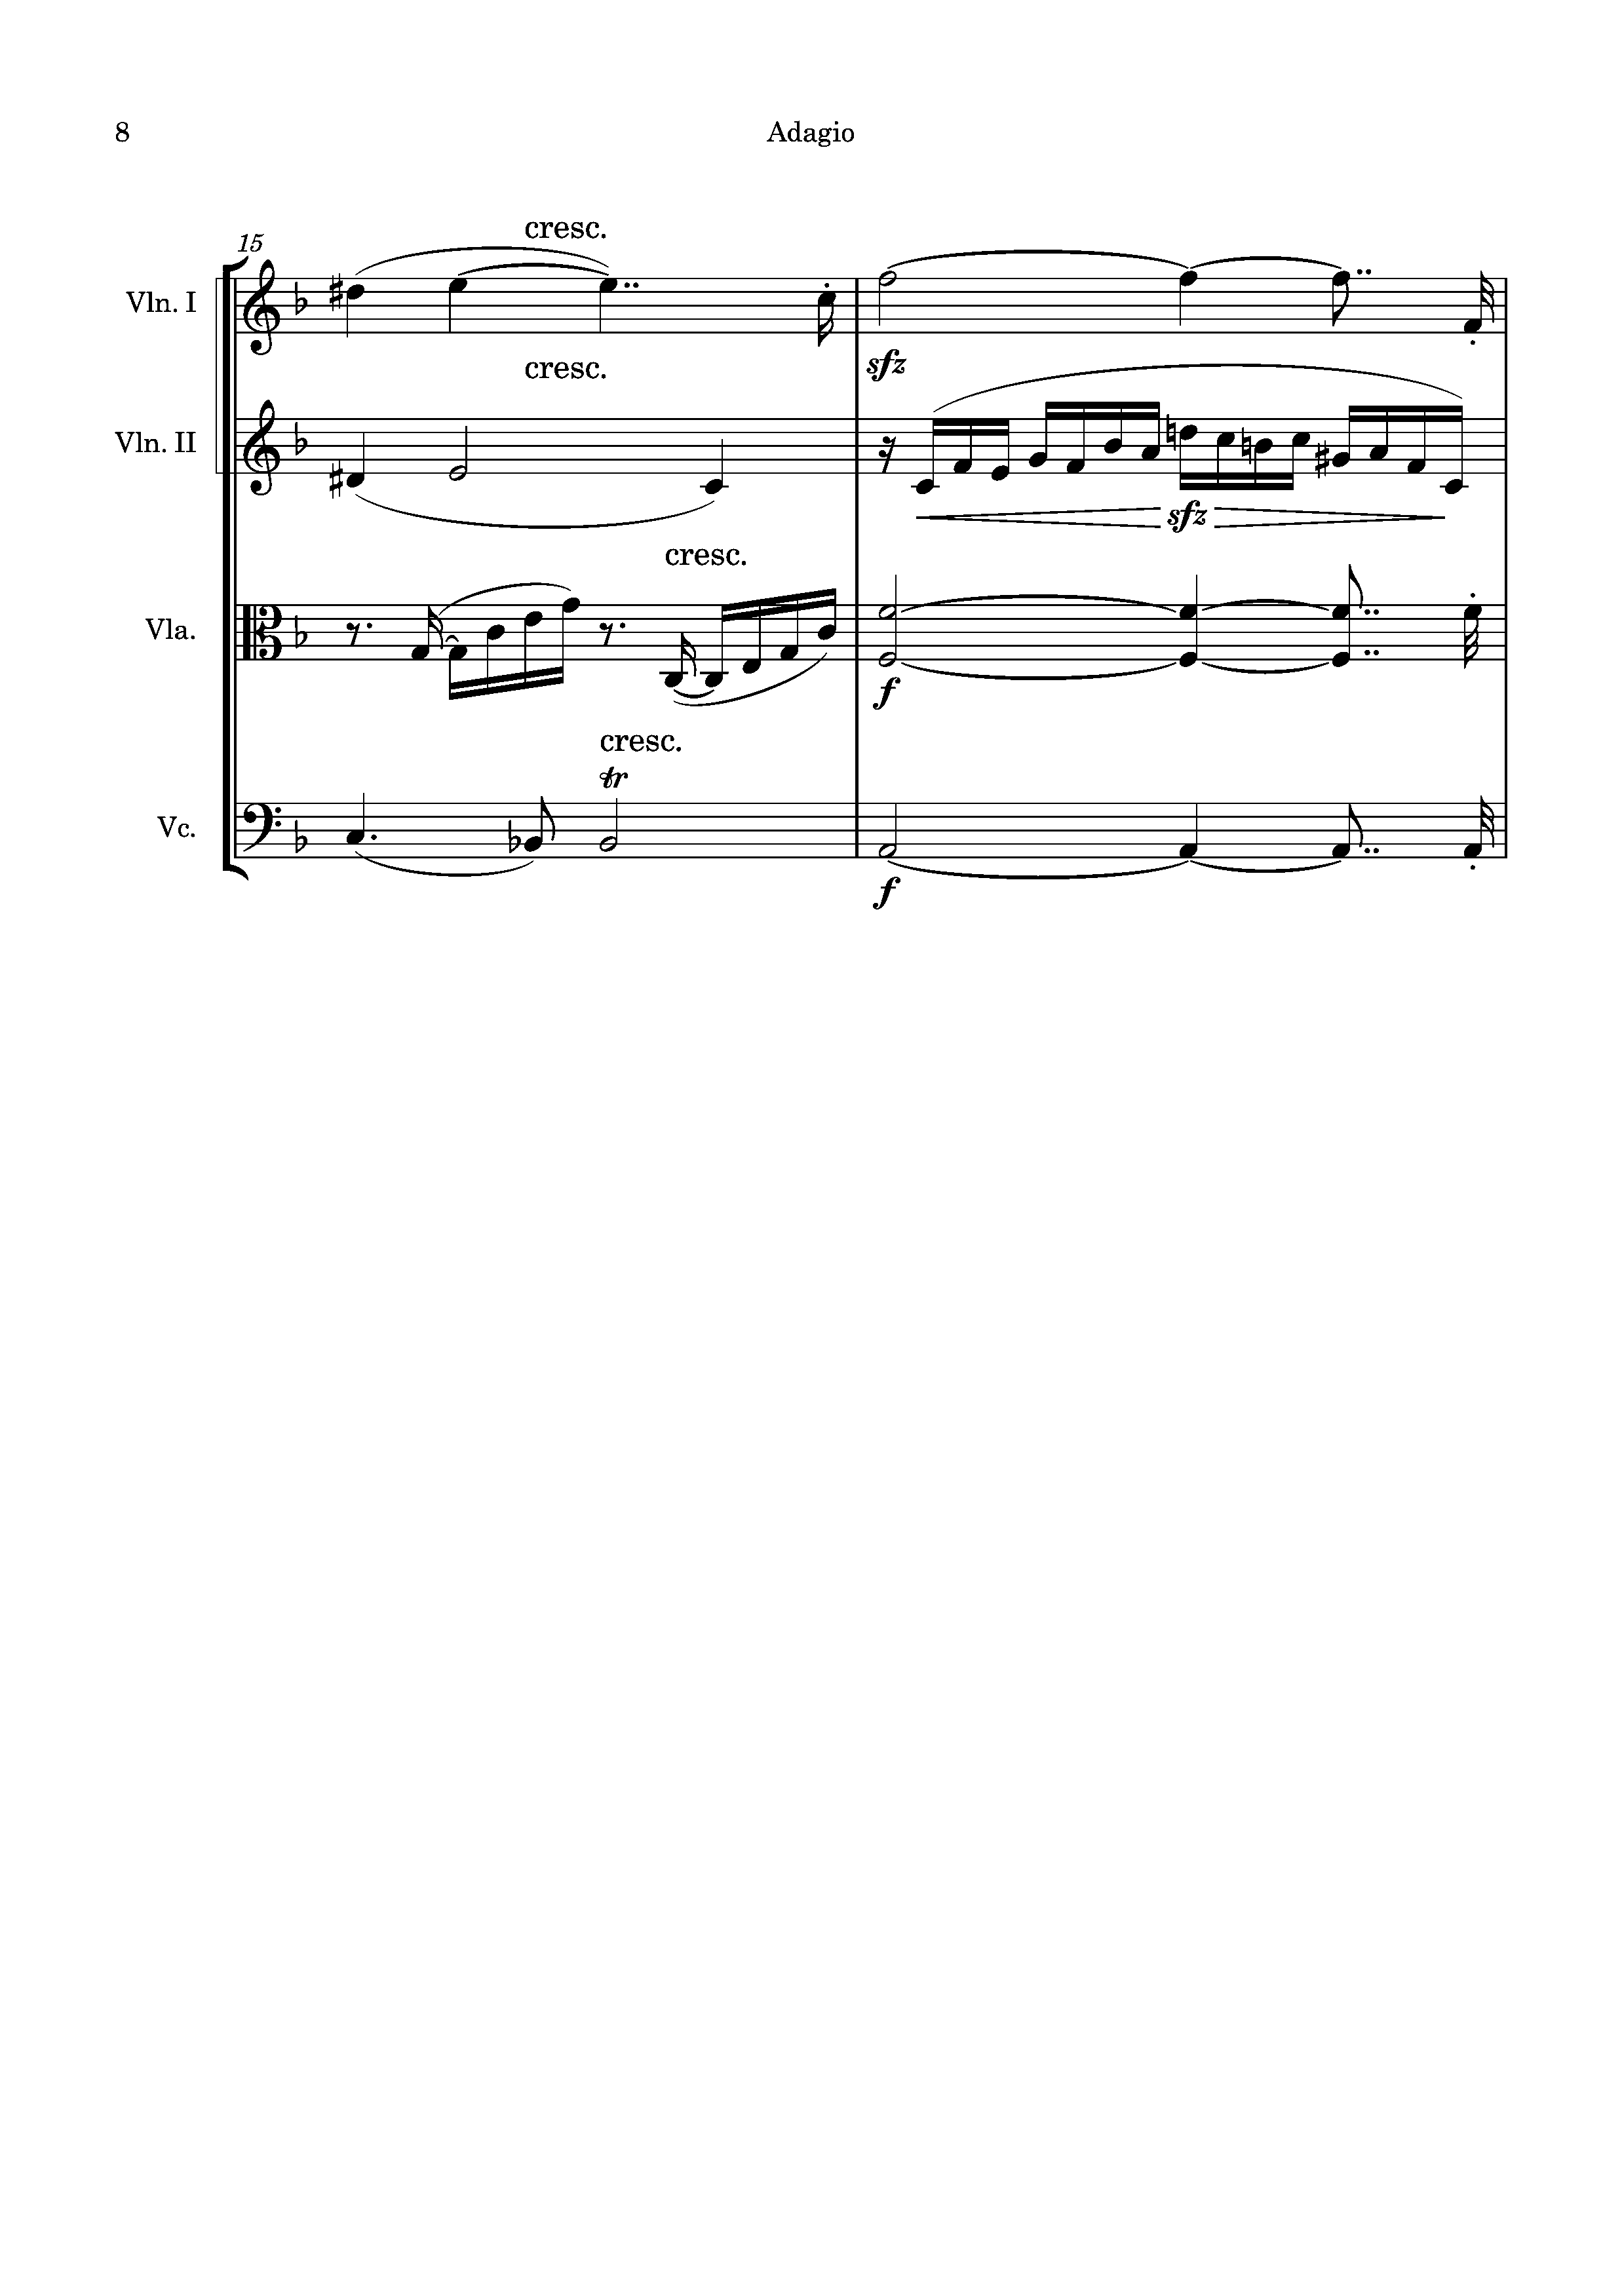 8 Adagio
15 cresc.
Vln. I
sfz
cresc.
Vln. II
sfz
cresc.
Vla.
f
cresc.
tr
Vc.
f